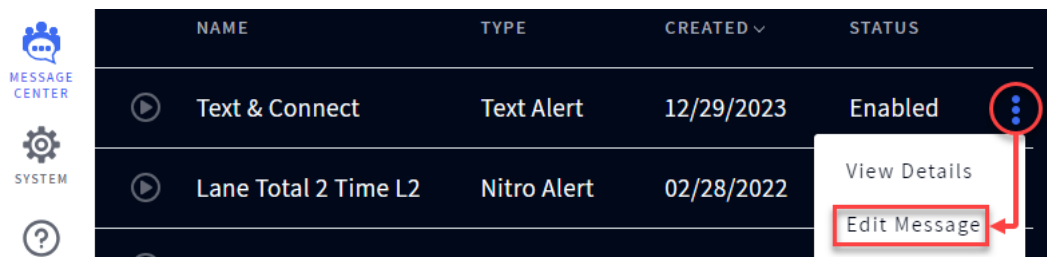 MESSAGE
CENTER
SYSTEM
NAME TYPE CREATED STATUS
Text & Connect Text Alert 12/29/2023 Enabled
Lane Total 2 Time L2 Nitro Alert 02/28/2022
View Details
Edit Message